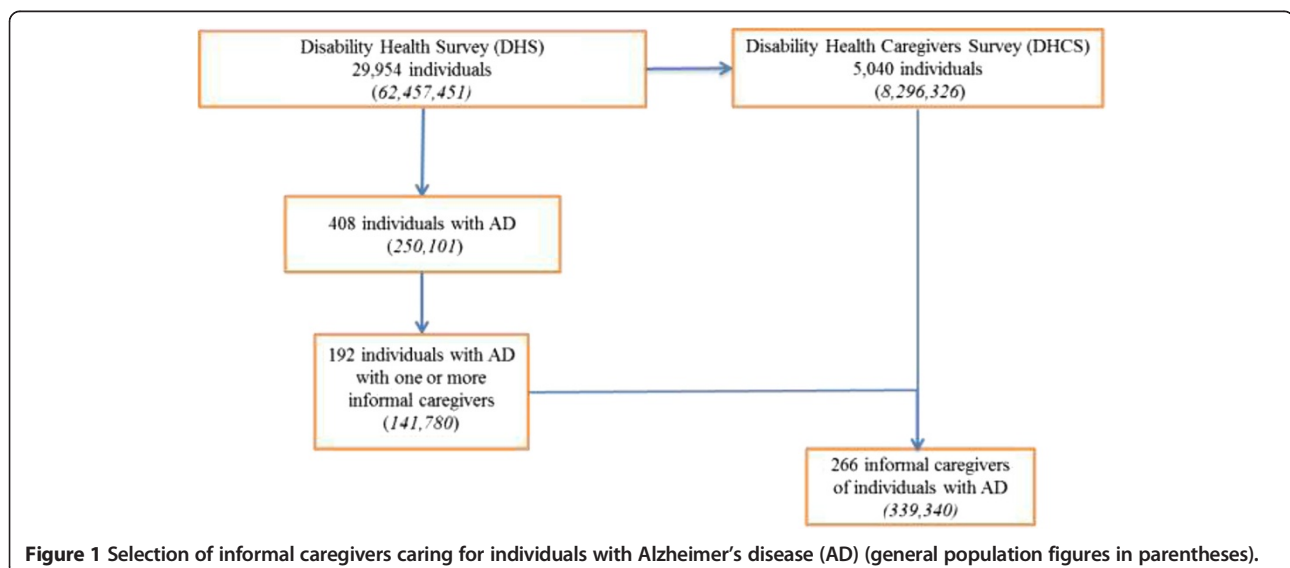 Disability Health Survey (DHS)
29,954 individuals
(62,457,451)
Disability Health Caregivers Survey (DHCS)
5,040 individuals
(8,296,326)
408 individuals with AD
(250,101)
192 individuals with AD
with one or more
informal caregivers
(141,780)
266 informal caregivers
of individuals with AD
(339,340)
Figure 1 Selection of informal caregivers caring for individuals with Alzheimer’s disease (AD) (general population figures in parentheses).